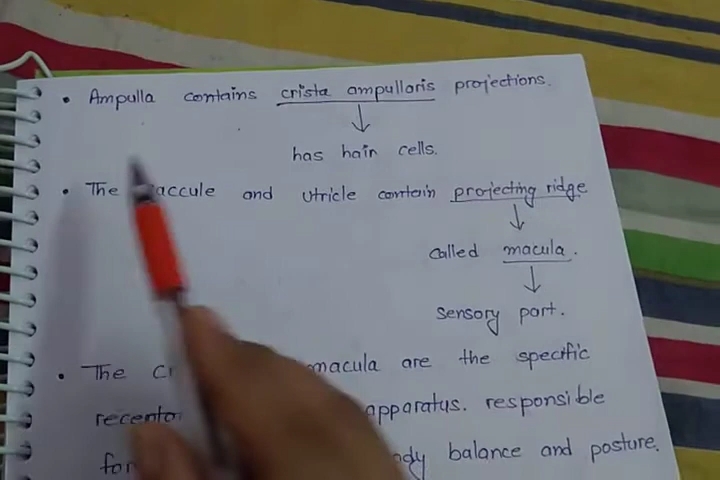 • Ampulla contains crista ampullaris projections.
↓
has hair cells.
• The and utricle contain projecting ridge
↓
called macula.
↓
sensory part.
• The macula are the specific
apparatus. responsible
balance and posture.